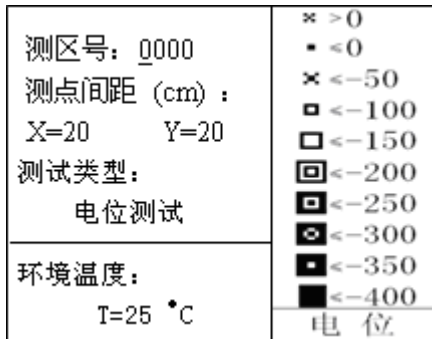 测区号：0000
测点间距 (cm)：
X=20 Y=20
测试类型：
电位测试
环境温度：
T=25 °C
>0
<0
<-50
<-100
<-150
<-200
<-250
<-300
<-350
<-400
电 位